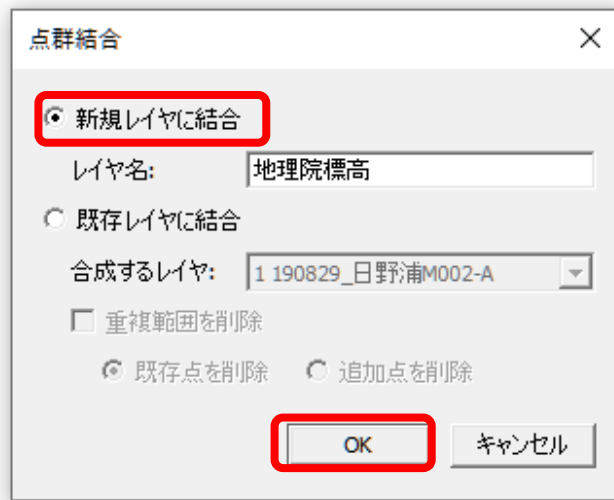 点群結合
新規レイヤに結合
レイヤ名: 地理院標高
既存レイヤに結合
合成するレイヤ: 1 190829_日野浦M002-A
重複範囲を削除
既存点を削除 追加点を削除
OK キャンセル